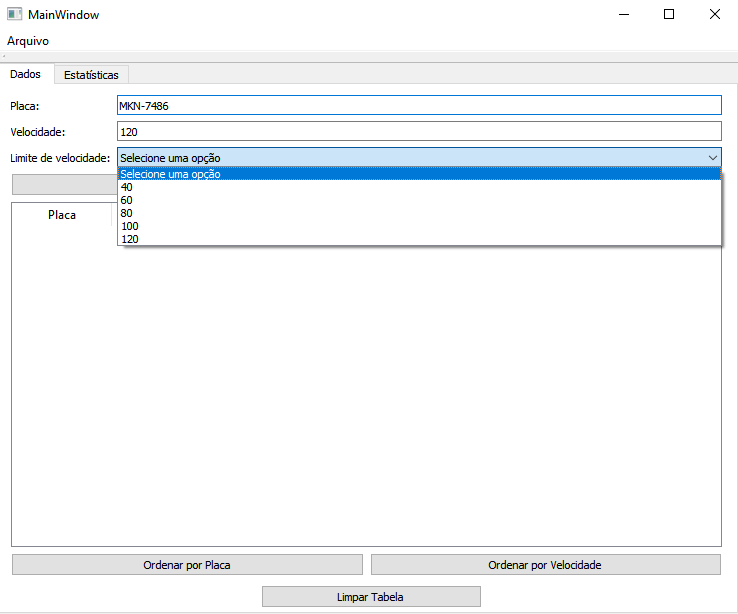 MainWindow
Arquivo
Dados Estatísticas
Placa: MKN-7486
Velocidade: 120
Limite de velocidade: Selecione uma opção
Selecione uma opção
40
60
80
100
120
Placa
Ordenar por Placa Ordenar por Velocidade
Limpar Tabela